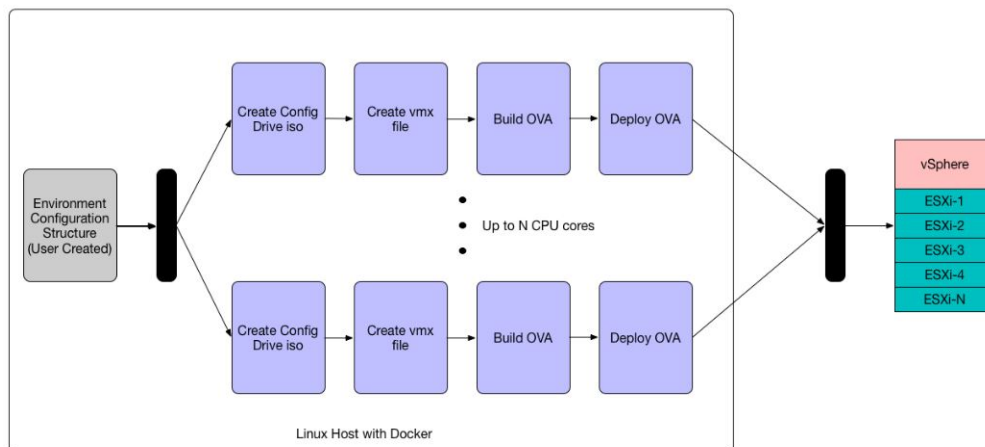 Create Config
Drive iso
Create vmx
file
Build OVA
Deploy OVA
Environment
Configuration
Structure
(User Created)
Up to N CPU cores
vSphere
ESXi-1
ESXi-2
ESXi-3
ESXi-4
ESXi-N
Create Config
Drive iso
Create vmx
file
Build OVA
Deploy OVA
Linux Host with Docker